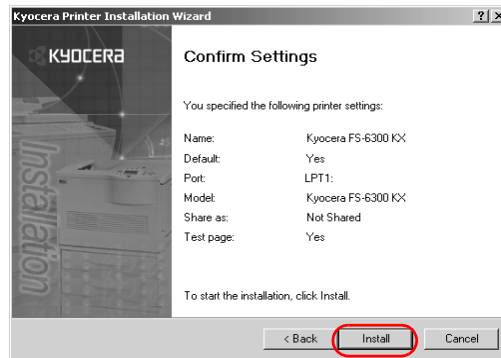 Kyocera Printer Installation Wizard
KYOCERA
Confirm Settings
You specified the following printer settings:
Name: Kyocera FS-6300 KX
Default: Yes
Port: LPT1:
Model: Kyocera FS-6300 KX
Share as: Not Shared
Test page: Yes
Installation
To start the installation, click Install.
< Back Install Cancel